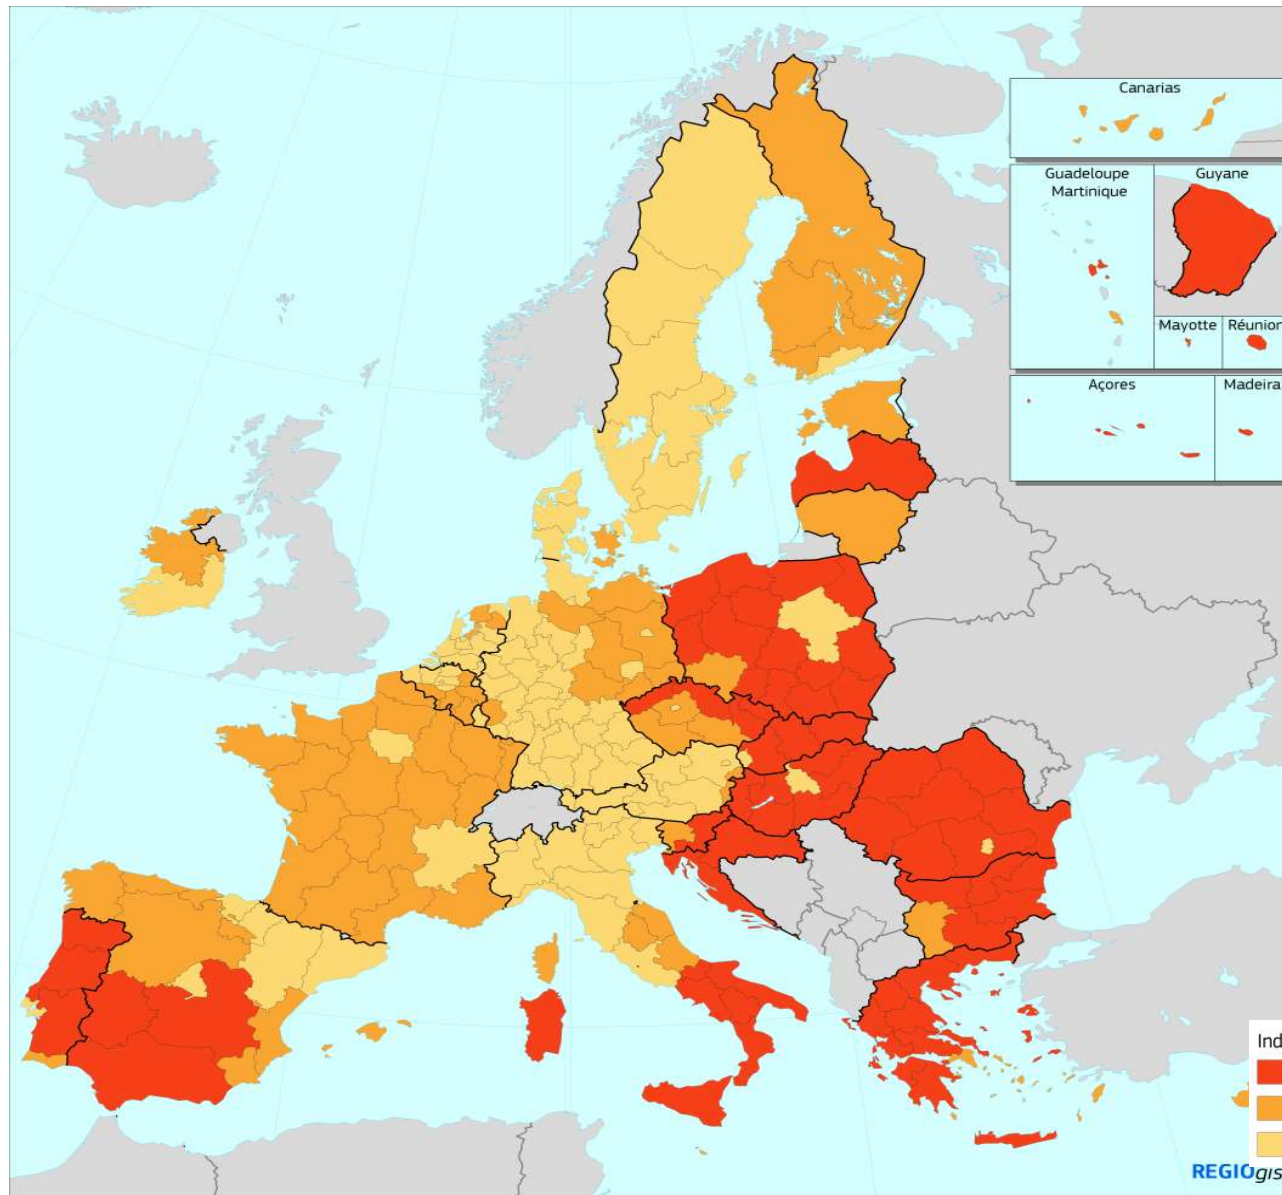 Canarias
Guadeloupe
Martinique
Guyane
Mayotte
Réunion
Açores
Madeira
Ind
REGIOgis